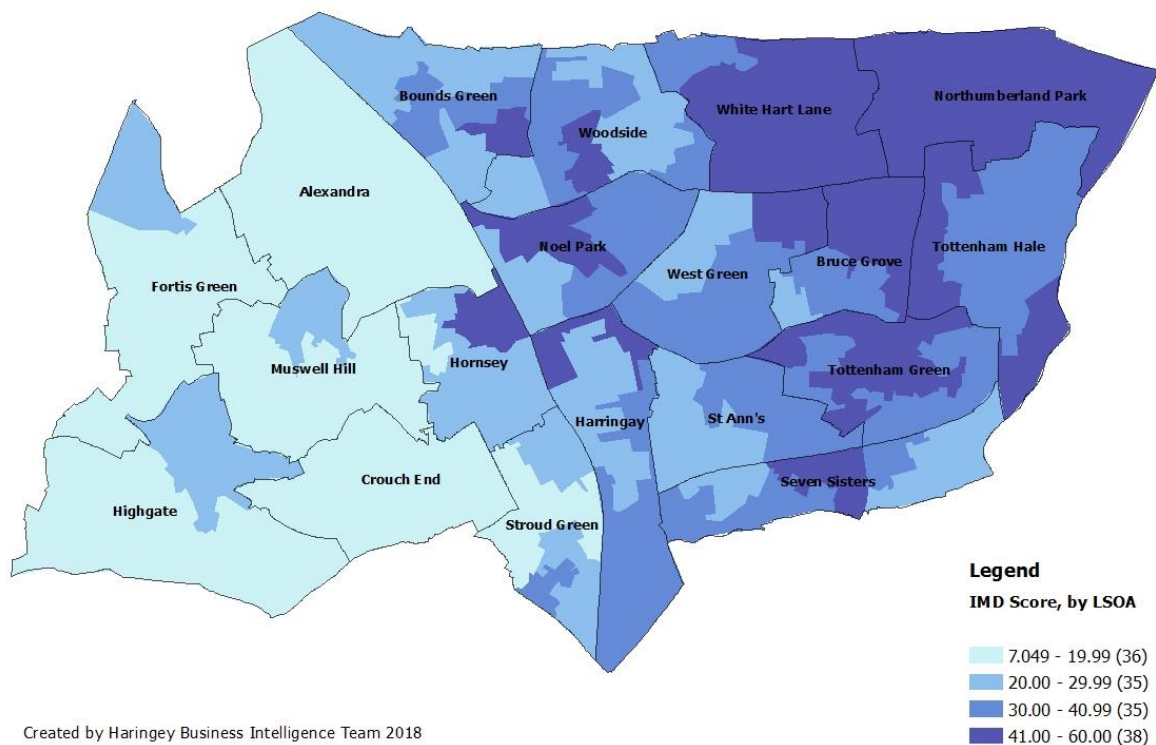 Bounds Green
Woodside
White Hart Lane
Northumberland Park
Alexandra
Noel Park
West Green
Bruce Grove
Tottenham Hale
Fortis Green
Muswell Hill
Hornsey
Harringay
St Ann's
Tottenham Green
Highgate
Crouch End
Stroud Green
Seven Sisters
Legend
IMD Score, by LSOA
7.049 - 19.99 (36)
20.00 - 29.99 (35)
30.00 - 40.99 (35)
41.00 - 60.00 (38)
Created by Haringey Business Intelligence Team 2018